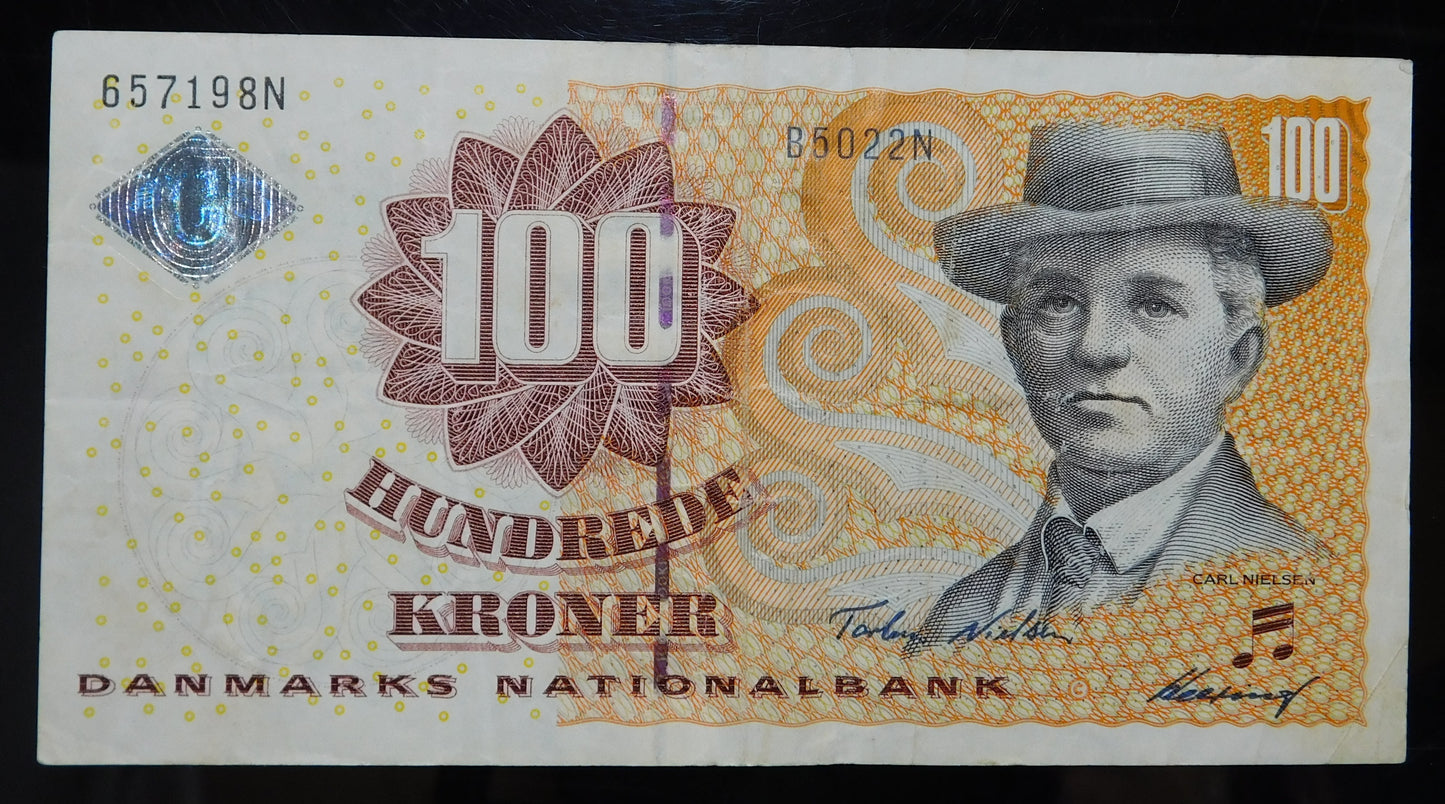 657198N
B5022N
100
100
HUNDREDE
KRONER
CARL NIELSEN
DANMARKS NATIONALBANK